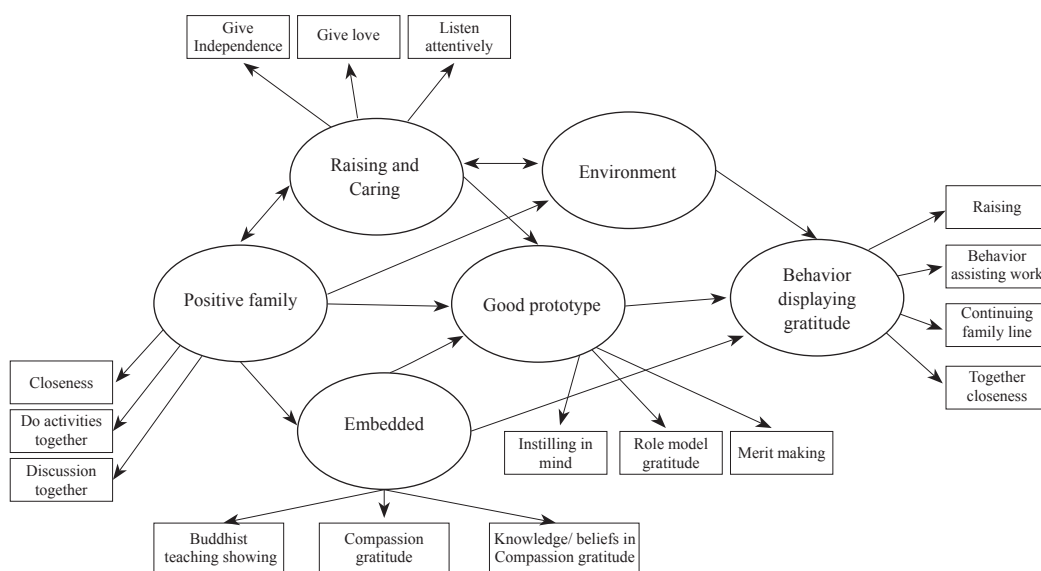 Give
Independence
Give love
Listen
attentively
Raising and
Caring
Environment
Raising
Behavior
assisting work
Continuing
family line
Together
closeness
Positive family
Good prototype
Behavior
displaying
gratitude
Closeness
Do activities
together
Discussion
together
Embedded
Instilling in
mind
Role model
gratitude
Merit making
Buddhist
teaching showing
Compassion
gratitude
Knowledge/ beliefs in
Compassion gratitude